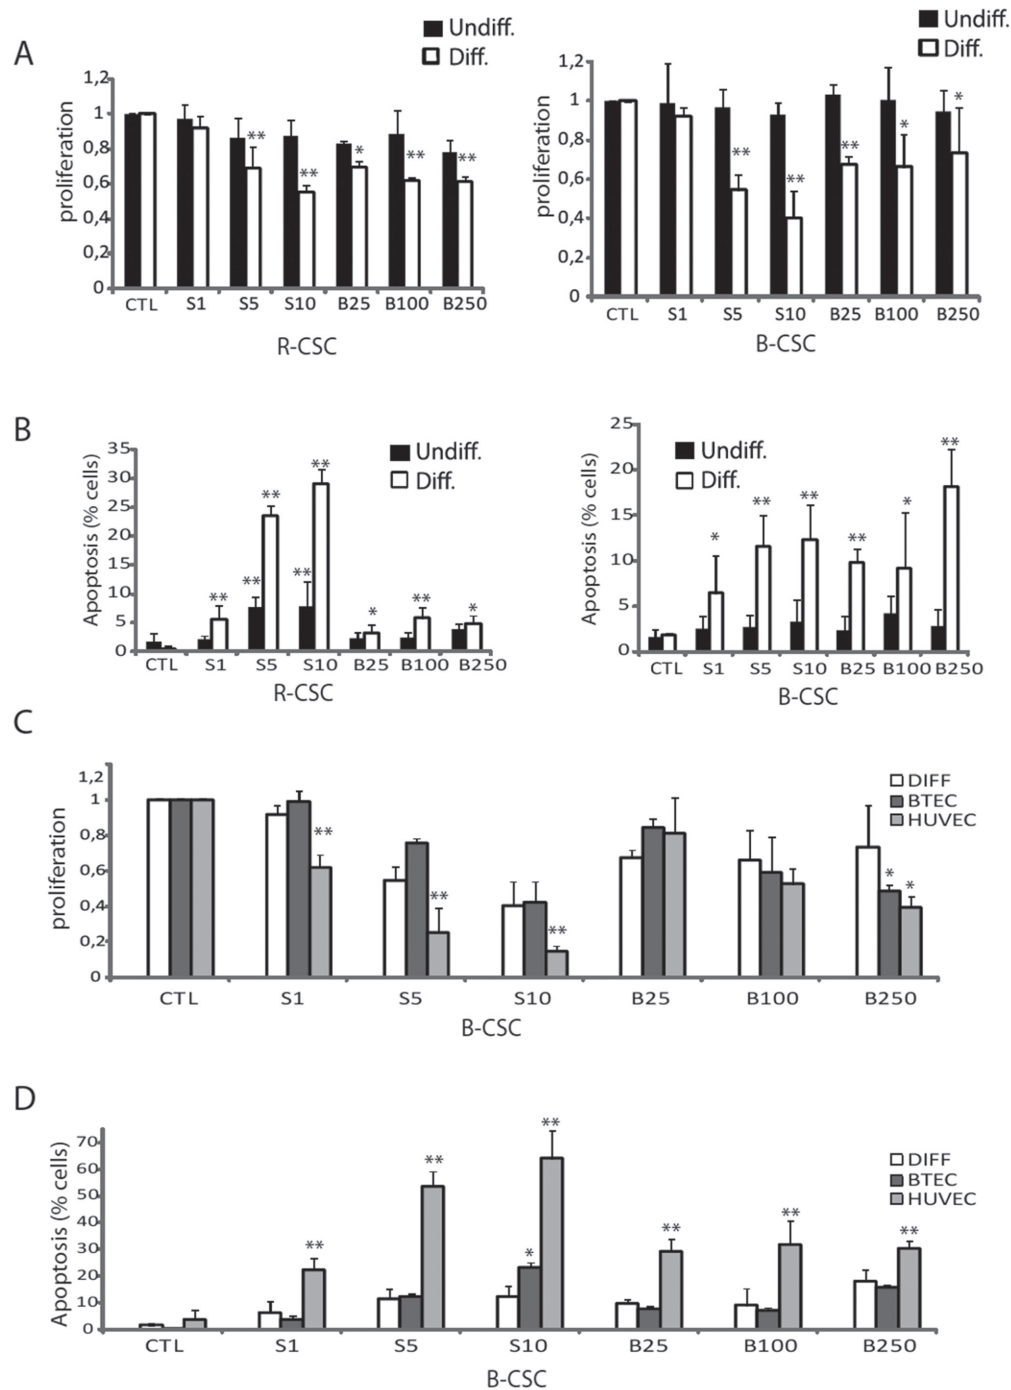 A
Undiff.
Diff.
proliferation
1,2
1
0,8
0,6
0,4
0,2
0
** ** * ** **
CTL S1 S5 S10 B25 B100 B250
R-CSC
Undiff.
Diff.
proliferation
1,2
1
0,8
0,6
0,4
0,2
0
** ** ** * *
CTL S1 S5 S10 B25 B100 B250
B-CSC
B
Undiff.
Diff.
Apoptosis (% cells)
35
30
25
20
15
10
5
0
** ** ** ** ** * ** *
CTL S1 S5 S10 B25 B100 B250
R-CSC
Undiff.
Diff.
Apoptosis (% cells)
25
20
15
10
5
0
* ** ** ** * **
CTL S1 S5 S10 B25 B100 B250
B-CSC
C
DIFF
BTEC
HUVEC
proliferation
1,2
1
0,8
0,6
0,4
0,2
0
** ** ** * *
CTL S1 S5 S10 B25 B100 B250
B-CSC
D
DIFF
BTEC
HUVEC
Apoptosis (% cells)
70
60
50
40
30
20
10
0
** ** * ** ** ** **
CTL S1 S5 S10 B25 B100 B250
B-CSC